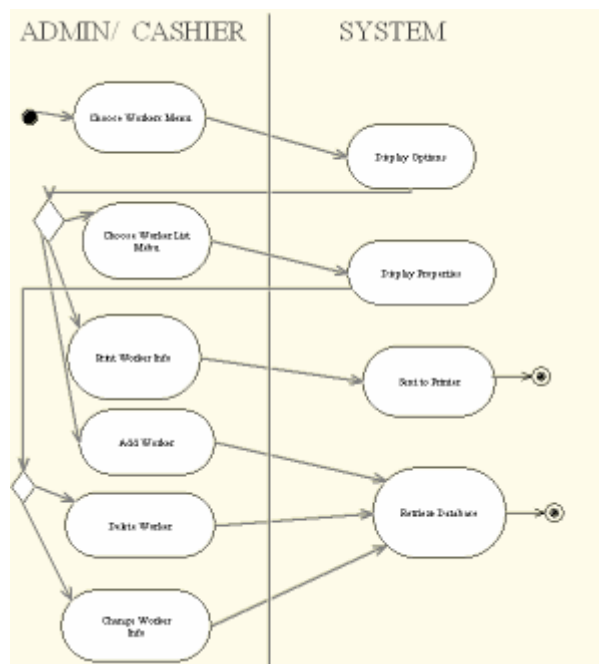 ADMIN/ CASHIER
SYSTEM
Choose Workers Menu
Display Options
Choose Worker List
Menu
Display Properties
Print Worker Info
Sent to Printer
Add Worker
Retrieve Database
Delete Worker
Change Worker
Info